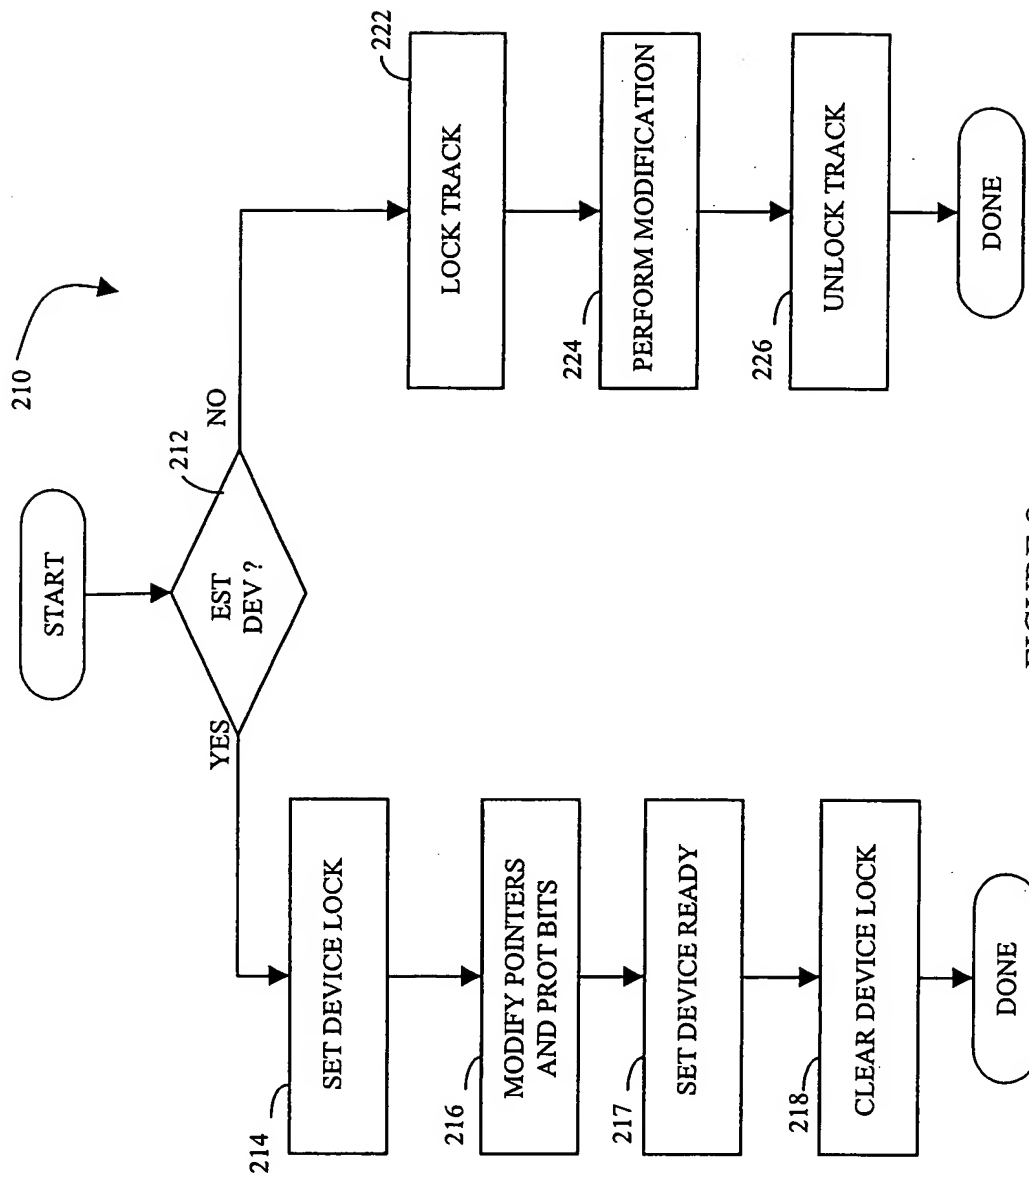 210
START
212
EST
DEV ?
YES
NO
214
SET DEVICE LOCK
216
MODIFY POINTERS
AND PROT BITS
217
SET DEVICE READY
218
CLEAR DEVICE LOCK
DONE
222
LOCK TRACK
224
PERFORM MODIFICATION
226
UNLOCK TRACK
DONE